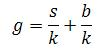 g = s/k + b/k